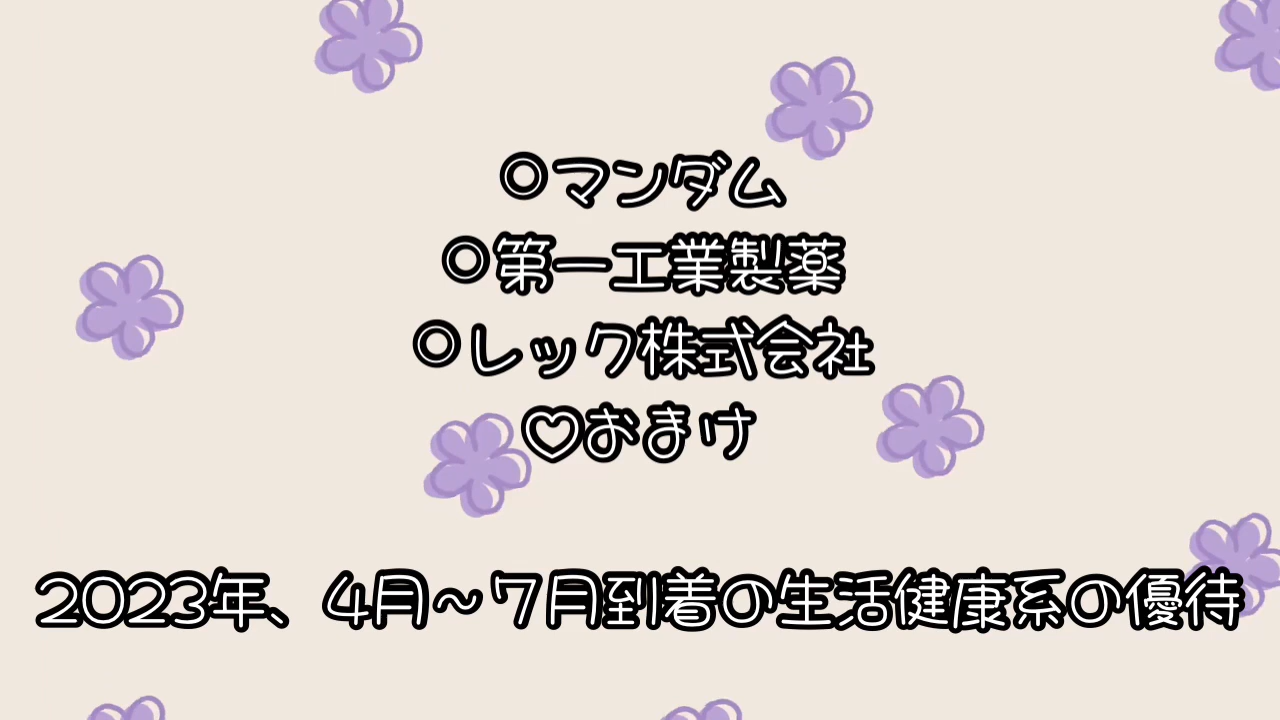 ◎マンダム
◎第一工業製薬
◎レック株式会社
♡おまけ
2023年、4月～7月到着の生活健康系の優待